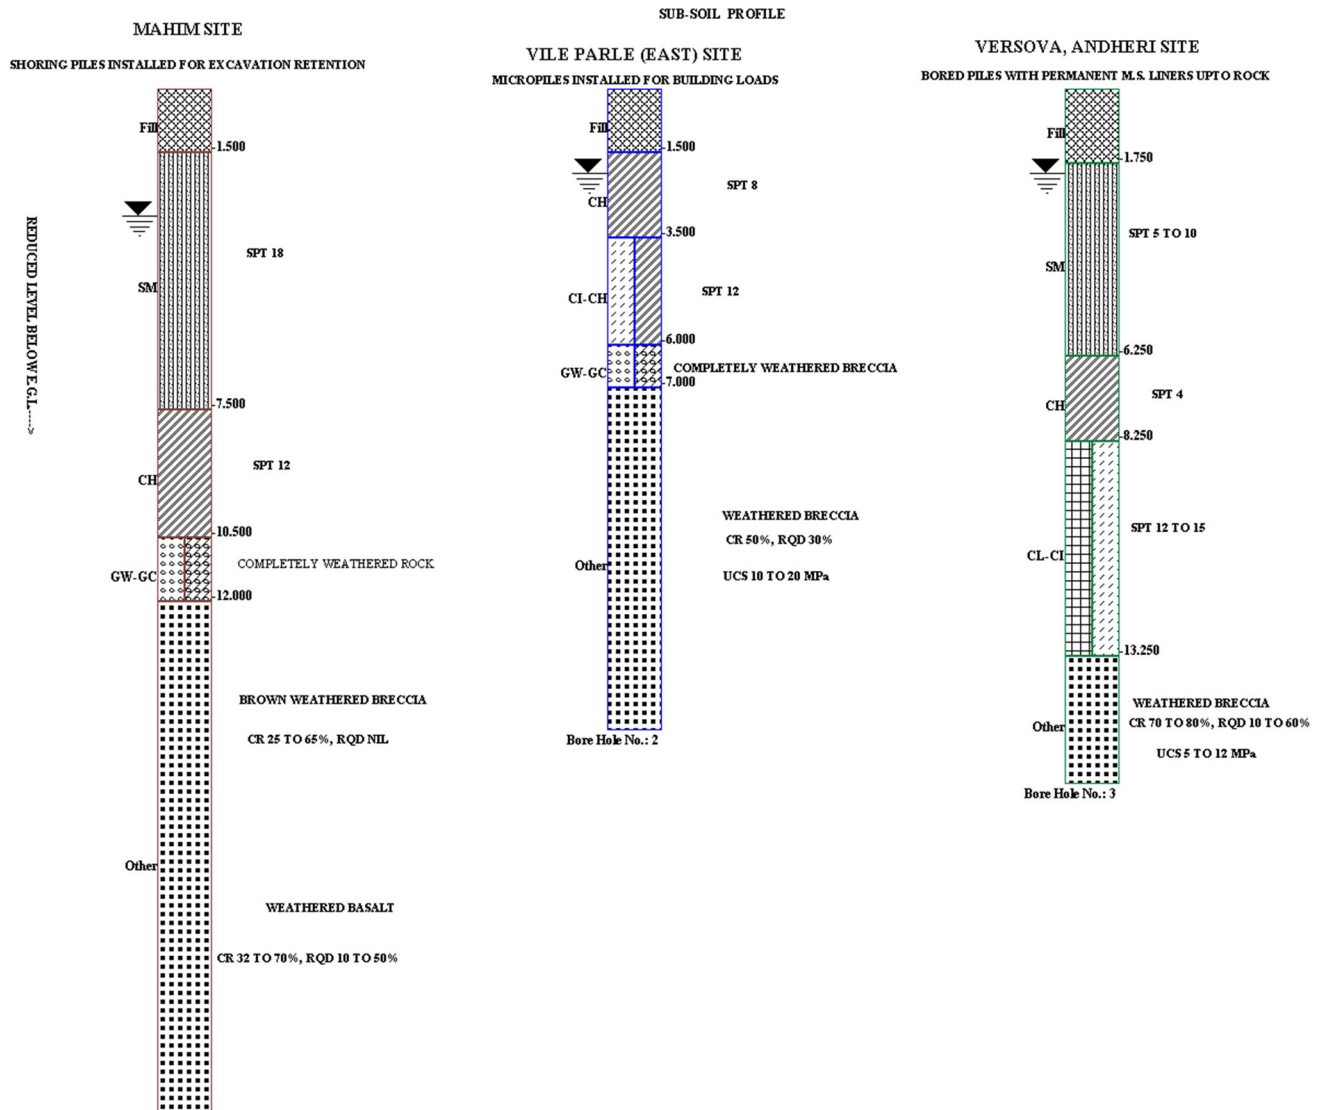 SUB-SOIL PROFILE
MAHIM SITE
SHORING PILES INSTALLED FOR EXCAVATION RETENTION
REDUCED LEVEL BELOW E.G.L.---->
Fill
-1.500
SM
SPT 18
-7.500
CH
SPT 12
-10.500
GW-GC
COMPLETELY WEATHERED ROCK
-12.000
BROWN WEATHERED BRECCIA
CR 25 TO 65%, RQD NIL
Other
WEATHERED BASALT
CR 32 TO 70%, RQD 10 TO 50%
VILE PARLE (EAST) SITE
MICROPILES INSTALLED FOR BUILDING LOADS
Fill
-1.500
SPT 8
CH
-3.500
CI-CH
SPT 12
-6.000
GW-GC
COMPLETELY WEATHERED BRECCIA
-7.000
WEATHERED BRECCIA
CR 50%, RQD 30%
Other
UCS 10 TO 20 MPa
Bore Hole No.: 2
VERSOVA, ANDHERI SITE
BORED PILES WITH PERMANENT M.S. LINERS UPTO ROCK
Fill
-1.750
SPT 5 TO 10
SM
-6.250
SPT 4
CH
-8.250
SPT 12 TO 15
CL-CI
-13.250
WEATHERED BRECCIA
CR 70 TO 80%, RQD 10 TO 60%
Other
UCS 5 TO 12 MPa
Bore Hole No.: 3